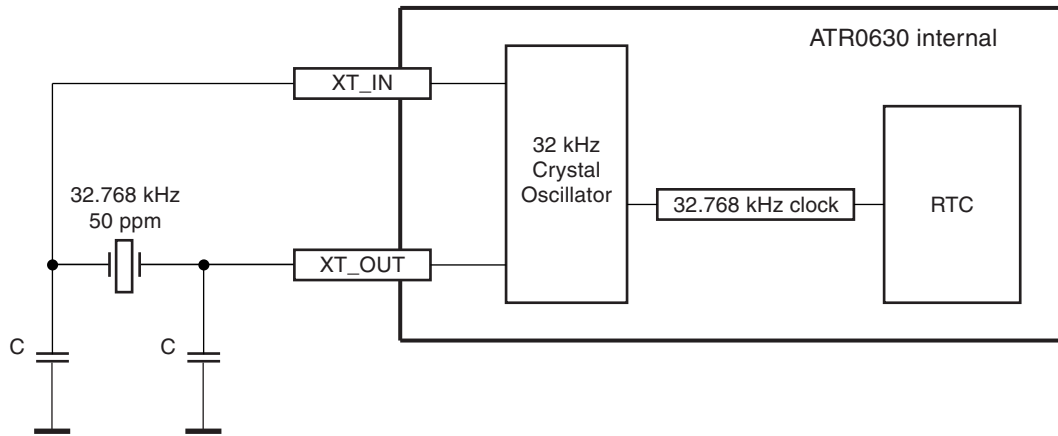 ATR0630 internal
XT_IN
32 kHz
Crystal
Oscillator
32.768 kHz
50 ppm
32.768 kHz clock
RTC
XT_OUT
C
C